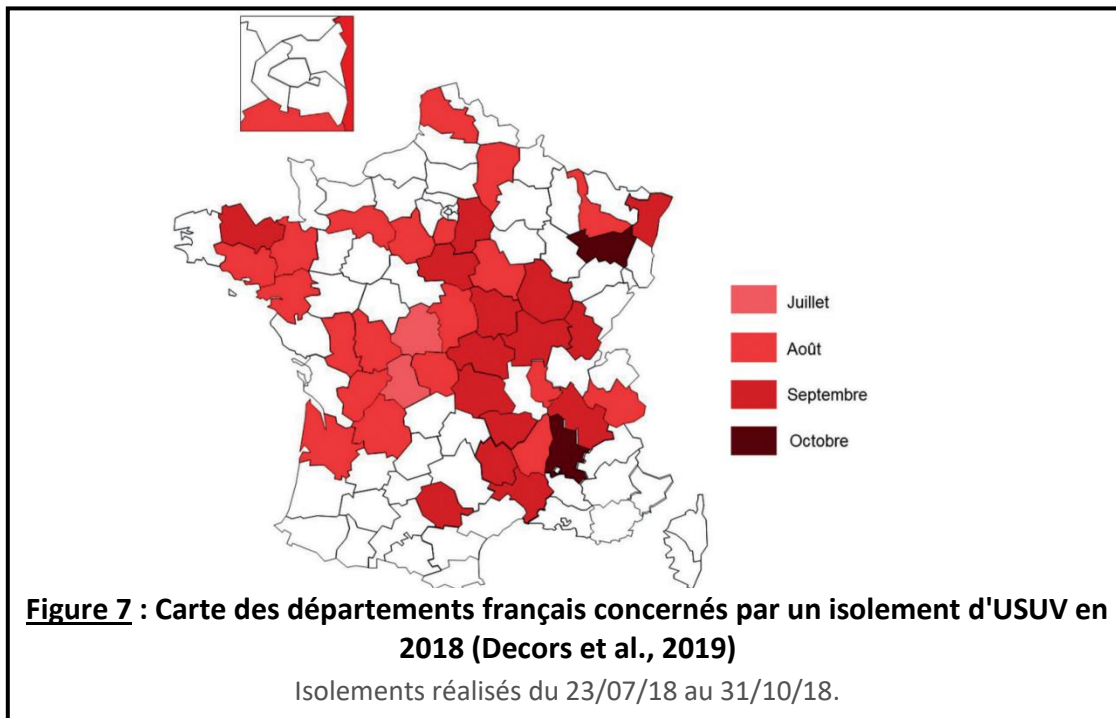 Juillet
Août
Septembre
Octobre
Figure 7 : Carte des départements français concernés par un isolement d'USUV en
2018 (Decors et al., 2019)
Isolements réalisés du 23/07/18 au 31/10/18.